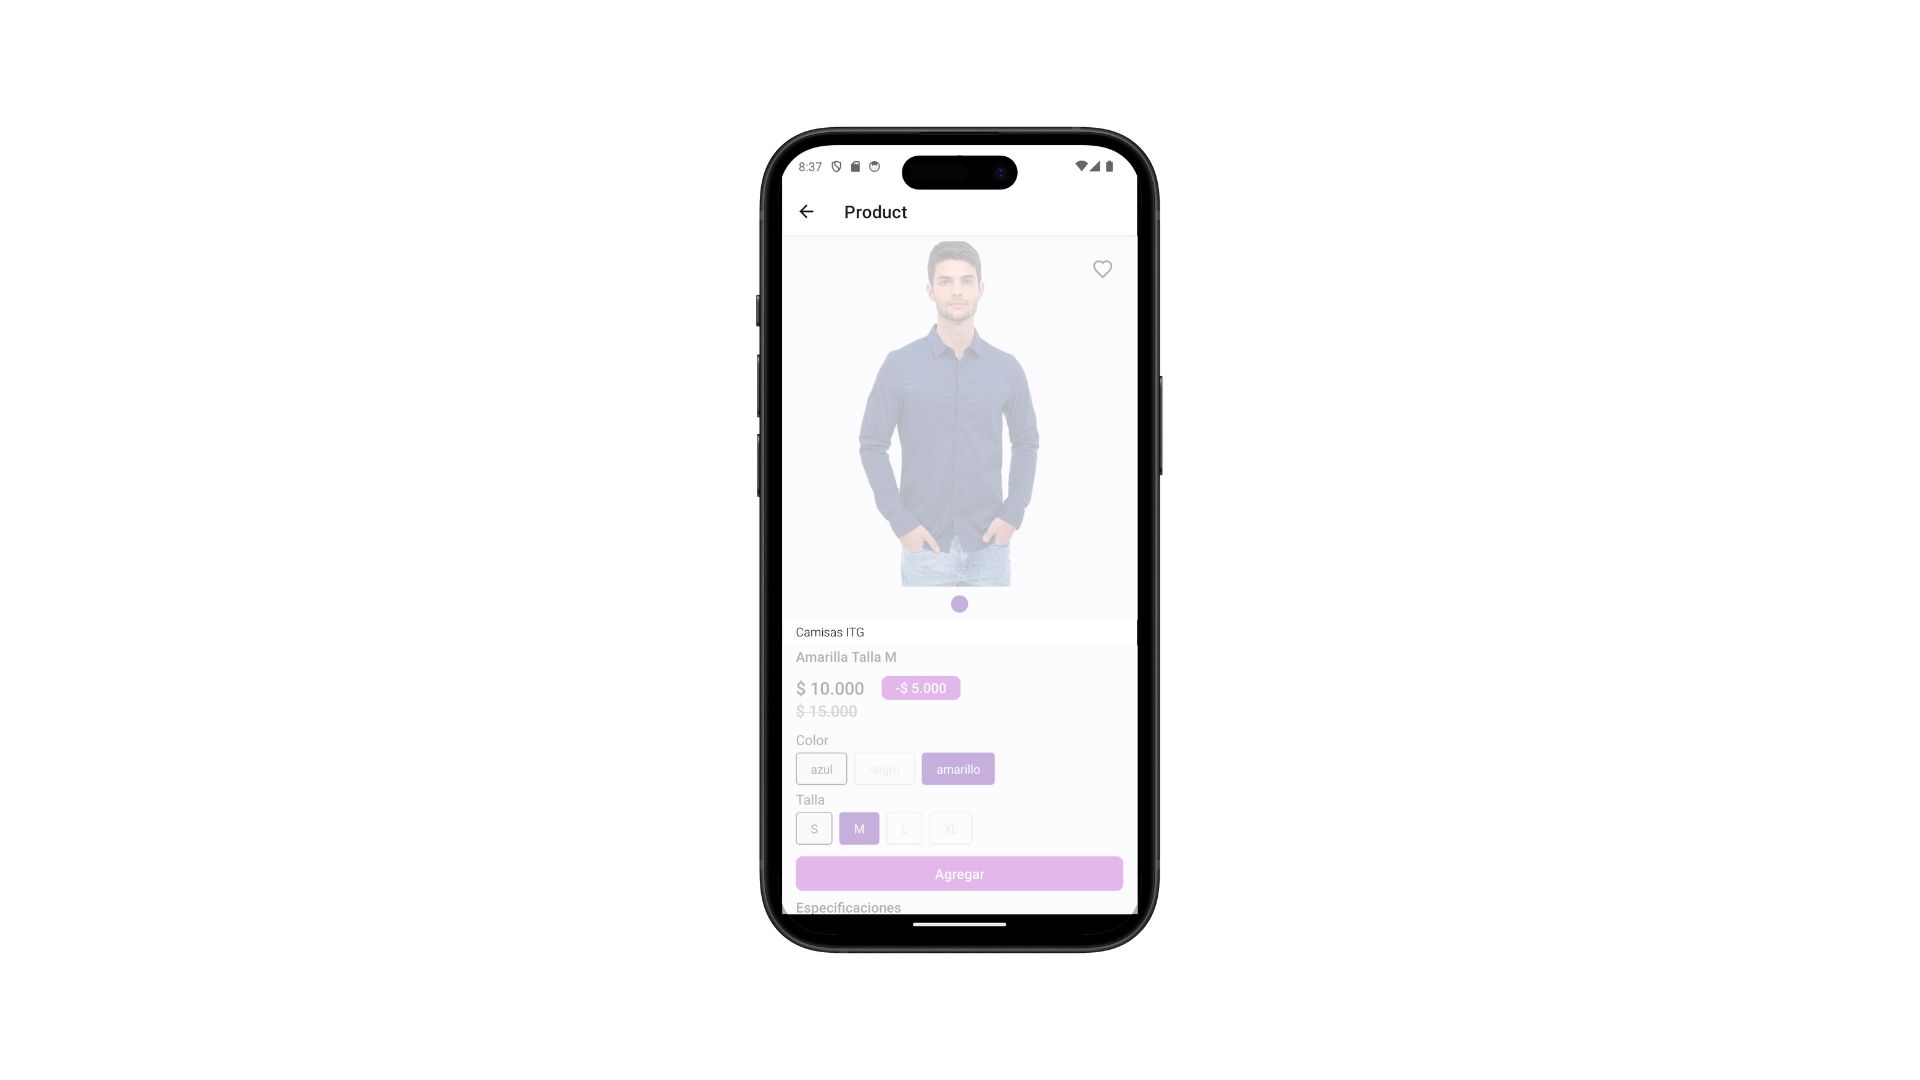 8:37
Product
Camisas ITG
Amarilla Talla M
$ 10.000 -$ 5.000
$ 15.000
Color
azul negro amarillo
Talla
S M L XL
Agregar
Especificaciones